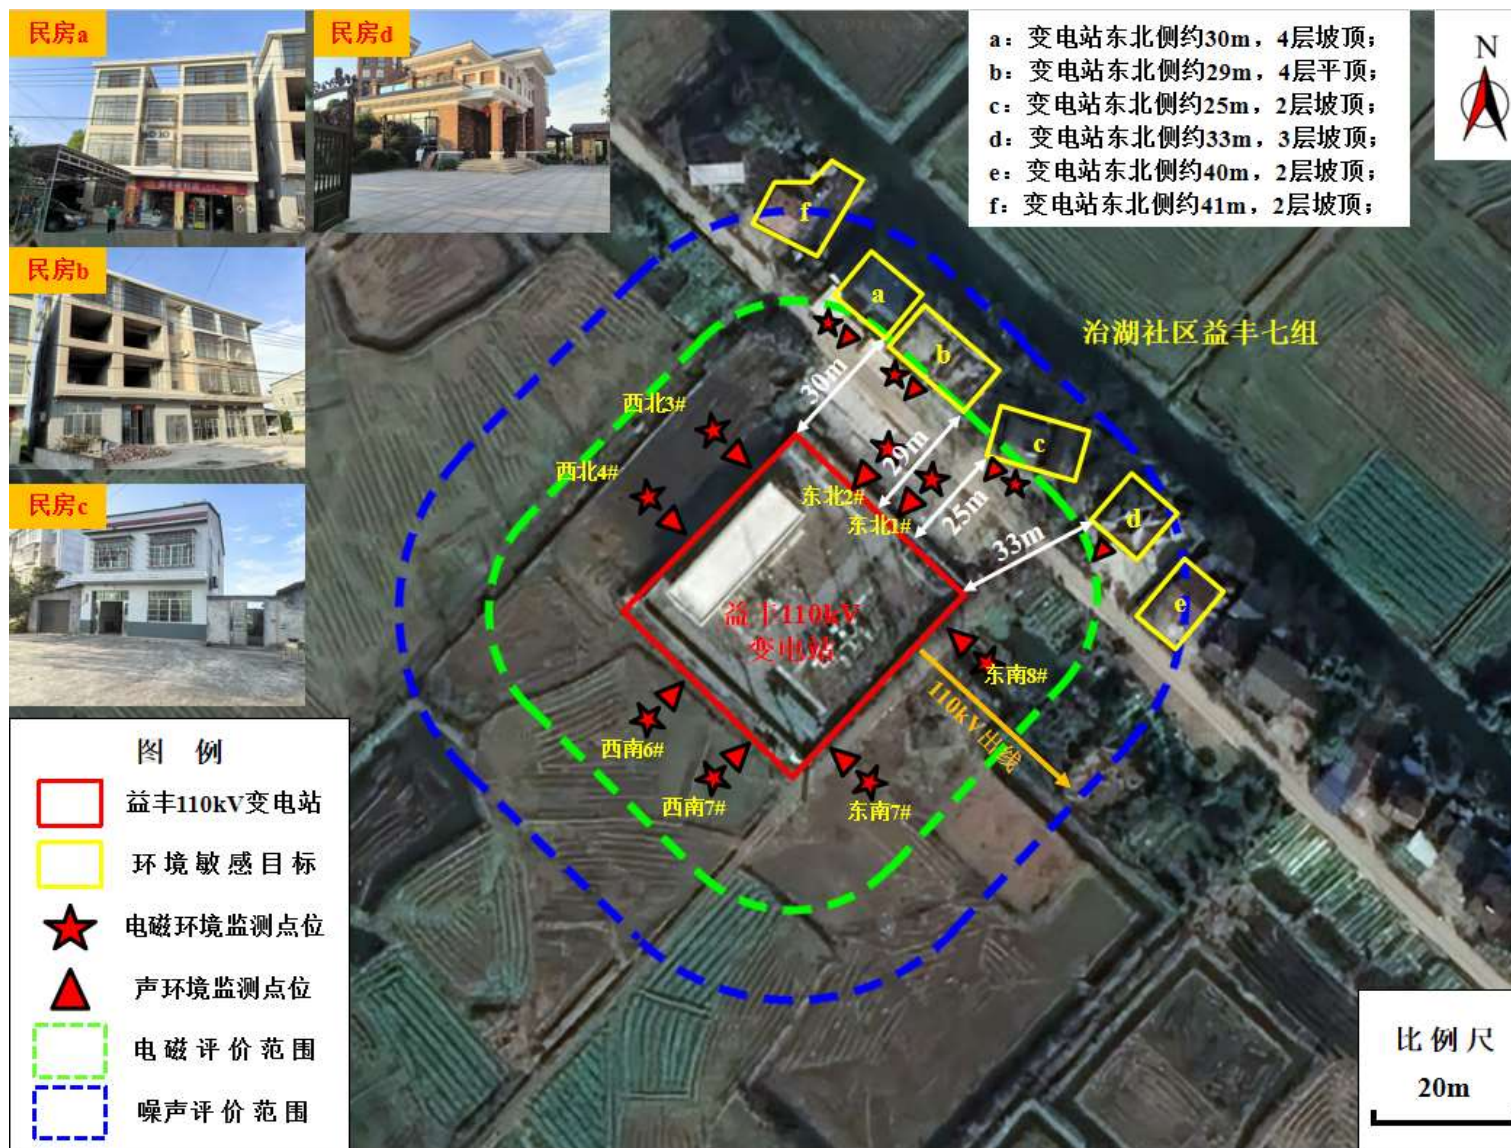 民房a
民房d
a：变电站东北侧约30m，4层坡顶；
b：变电站东北侧约29m，4层平顶；
c：变电站东北侧约25m，2层坡顶；
d：变电站东北侧约33m，3层坡顶；
e：变电站东北侧约40m，2层坡顶；
f：变电站东北侧约41m，2层坡顶；
N
民房b
民房c
f
a
b
c
d
e
治湖社区益丰七组
30m
29m
25m
33m
西北3#
西北4#
东北2#
东北1#
益丰110kV
变电站
东南8#
110kV出线
西南6#
西南7#
东南7#
图 例
益丰110kV变电站
环境敏感目标
电磁环境监测点位
声环境监测点位
电磁评价范围
噪声评价范围
比例尺
20m